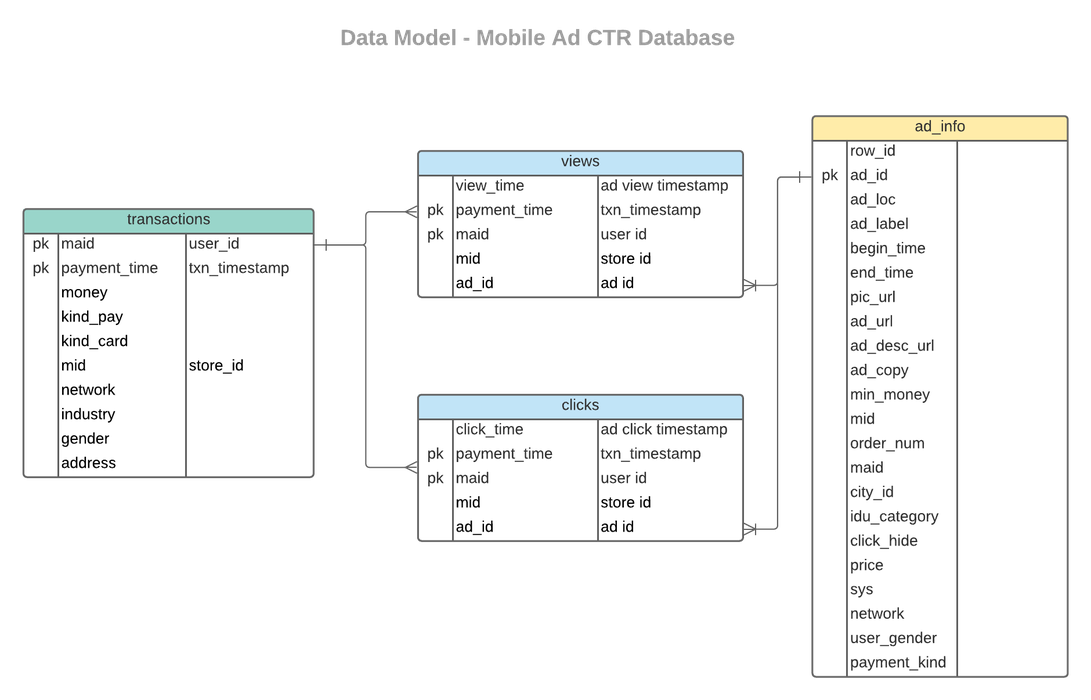 Data Model - Mobile Ad CTR Database
transactions
pk maid user_id
pk payment_time txn_timestamp
money
kind_pay
kind_card
mid store_id
network
industry
gender
address
views
view_time ad view timestamp
pk payment_time txn_timestamp
pk maid user id
mid store id
ad_id ad id
clicks
click_time ad click timestamp
pk payment_time txn_timestamp
pk maid user id
mid store id
ad_id ad id
ad_info
row_id
pk ad_id
ad_loc
ad_label
begin_time
end_time
pic_url
ad_url
ad_desc_url
ad_copy
min_money
mid
order_num
maid
city_id
idu_category
click_hide
price
sys
network
user_gender
payment_kind